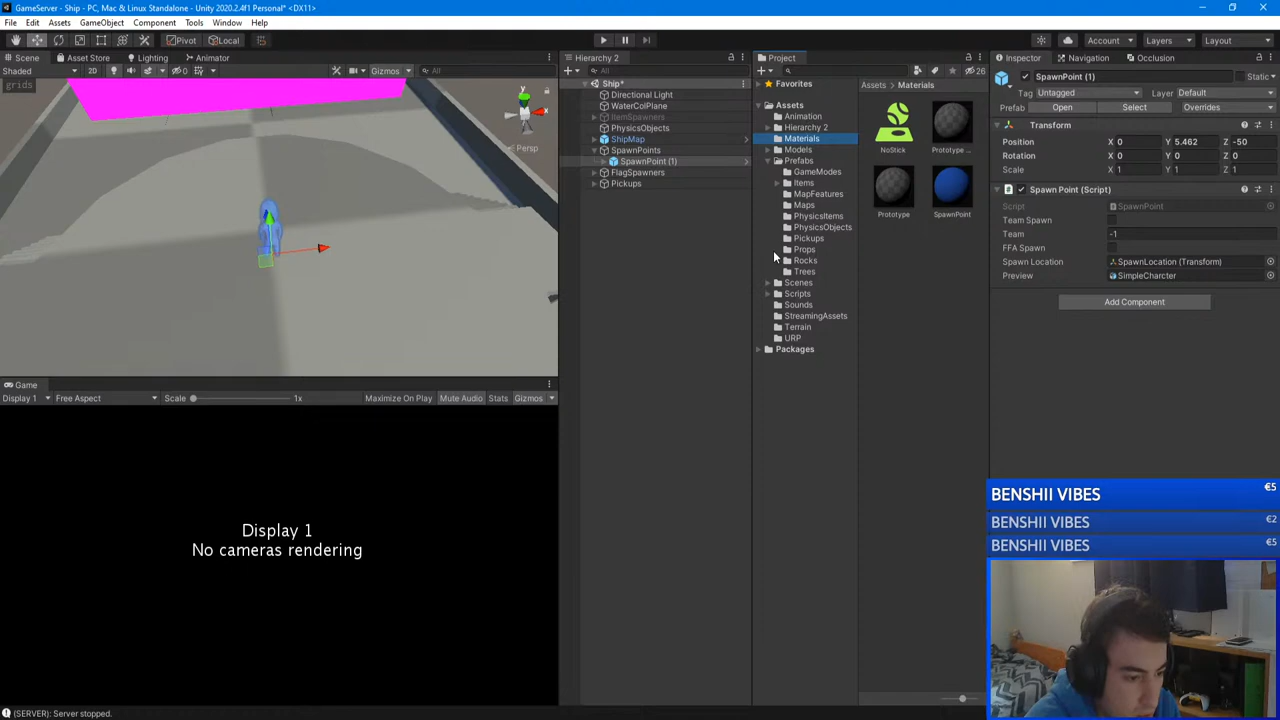 GameServer - Ship - PC, Mac & Linux Standalone - Unity 2020.2.4f1 Personal* <DX11>
File Edit Assets GameObject Component Tools Window Help
Pivot Local Account Layers Layout
Scene Asset Store Lighting Animator
Shaded 2D 0 Gizmos All
grids
Y
X
Persp
Hierarchy 2
All
Ship*
Directional Light
WaterColPlane
ItemSpawners
PhysicsObjects
ShipMap
SpawnPoints
SpawnPoint (1)
FlagSpawners
Pickups
Project
26
Favorites
Assets
Animation
Hierarchy 2
Materials
Models
Prefabs
GameModes
Items
MapFeatures
Maps
PhysicsItems
PhysicsObjects
Pickups
Props
Rocks
Trees
Scenes
Scripts
Sounds
StreamingAssets
Terrain
URP
Packages
Assets > Materials
NoStick Prototype ...
Prototype SpawnPoint
Inspector Navigation Occlusion
SpawnPoint (1) Static
Tag Untagged Layer Default
Prefab Open Select Overrides
Transform
Position X 0 Y 5.462 Z -50
Rotation X 0 Y 0 Z 0
Scale X 1 Y 1 Z 1
Spawn Point (Script)
Script SpawnPoint
Team Spawn
Team -1
FFA Spawn
Spawn Location SpawnLocation (Transform)
Preview SimpleCharcter
Add Component
Game
Display 1 Free Aspect Scale 1x Maximize On Play Mute Audio Stats Gizmos
Display 1
No cameras rendering
BENSHII VIBES €5
BENSHII VIBES €2
BENSHII VIBES €5
(SERVER): Server stopped.